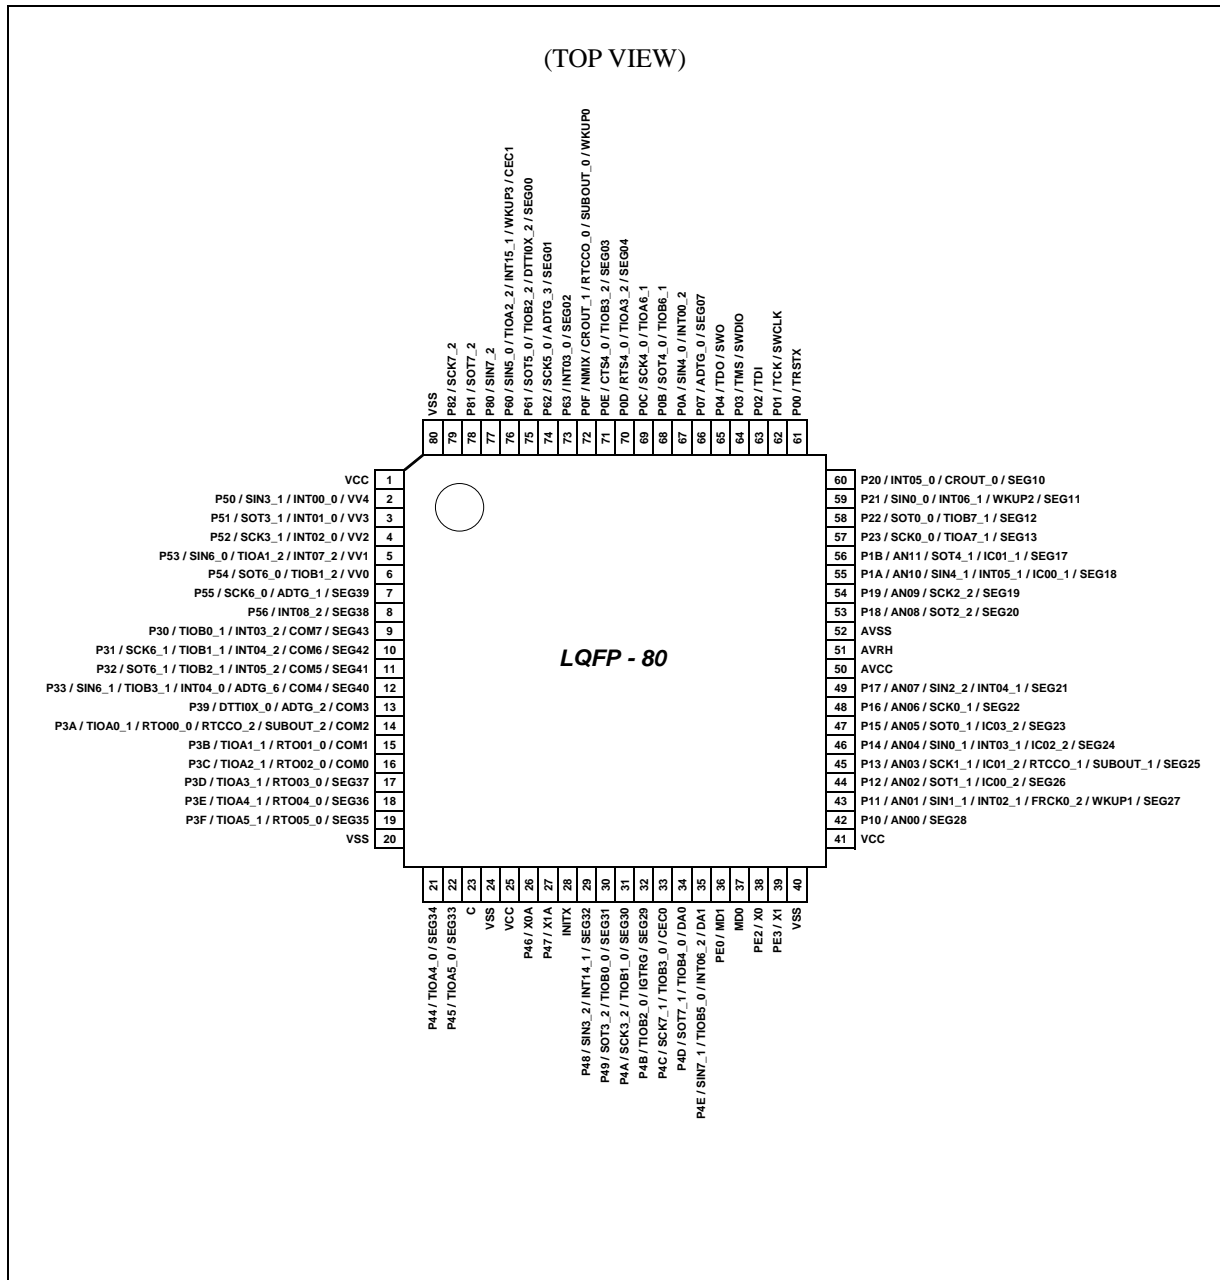 (TOP VIEW)
VSS
P82 / SCK7_2
P81 / SOT7_2
P80 / SIN7_2
P60 / SIN5_0 / TIOA2_2 / INT15_1 / WKUP3 / CEC1
P61 / SOT5_0 / TIOB2_2 / DTTI0X_2 / SEG00
P62 / SCK5_0 / ADTG_3 / SEG01
P63 / INT03_0 / SEG02
P0F / NMIX / CROUT_1 / RTCCO_0 / SUBOUT_0 / WKUP0
P0E / CTS4_0 / TIOB3_2 / SEG03
P0D / RTS4_0 / TIOA3_2 / SEG04
P0C / SCK4_0 / TIOA6_1
P0B / SOT4_0 / TIOB6_1
P0A / SIN4_0 / INT00_2
P07 / ADTG_0 / SEG07
P04 / TDO / SWO
P03 / TMS / SWDIO
P02 / TDI
P01 / TCK / SWCLK
P00 / TRSTX
80 79 78 77 76 75 74 73 72 71 70 69 68 67 66 65 64 63 62 61
VCC 1
P50 / SIN3_1 / INT00_0 / VV4 2
P51 / SOT3_1 / INT01_0 / VV3 3
P52 / SCK3_1 / INT02_0 / VV2 4
P53 / SIN6_0 / TIOA1_2 / INT07_2 / VV1 5
P54 / SOT6_0 / TIOB1_2 / VV0 6
P55 / SCK6_0 / ADTG_1 / SEG39 7
P56 / INT08_2 / SEG38 8
P30 / TIOB0_1 / INT03_2 / COM7 / SEG43 9
P31 / SCK6_1 / TIOB1_1 / INT04_2 / COM6 / SEG42 10
P32 / SOT6_1 / TIOB2_1 / INT05_2 / COM5 / SEG41 11
P33 / SIN6_1 / TIOB3_1 / INT04_0 / ADTG_6 / COM4 / SEG40 12
P39 / DTTI0X_0 / ADTG_2 / COM3 13
P3A / TIOA0_1 / RTO00_0 / RTCCO_2 / SUBOUT_2 / COM2 14
P3B / TIOA1_1 / RTO01_0 / COM1 15
P3C / TIOA2_1 / RTO02_0 / COM0 16
P3D / TIOA3_1 / RTO03_0 / SEG37 17
P3E / TIOA4_1 / RTO04_0 / SEG36 18
P3F / TIOA5_1 / RTO05_0 / SEG35 19
VSS 20
LQFP - 80
60 P20 / INT05_0 / CROUT_0 / SEG10
59 P21 / SIN0_0 / INT06_1 / WKUP2 / SEG11
58 P22 / SOT0_0 / TIOB7_1 / SEG12
57 P23 / SCK0_0 / TIOA7_1 / SEG13
56 P1B / AN11 / SOT4_1 / IC01_1 / SEG17
55 P1A / AN10 / SIN4_1 / INT05_1 / IC00_1 / SEG18
54 P19 / AN09 / SCK2_2 / SEG19
53 P18 / AN08 / SOT2_2 / SEG20
52 AVSS
51 AVRH
50 AVCC
49 P17 / AN07 / SIN2_2 / INT04_1 / SEG21
48 P16 / AN06 / SCK0_1 / SEG22
47 P15 / AN05 / SOT0_1 / IC03_2 / SEG23
46 P14 / AN04 / SIN0_1 / INT03_1 / IC02_2 / SEG24
45 P13 / AN03 / SCK1_1 / IC01_2 / RTCCO_1 / SUBOUT_1 / SEG25
44 P12 / AN02 / SOT1_1 / IC00_2 / SEG26
43 P11 / AN01 / SIN1_1 / INT02_1 / FRCK0_2 / WKUP1 / SEG27
42 P10 / AN00 / SEG28
41 VCC
21 22 23 24 25 26 27 28 29 30 31 32 33 34 35 36 37 38 39 40
P44 / TIOA4_0 / SEG34
P45 / TIOA5_0 / SEG33
C
VSS
VCC
P46 / X0A
P47 / X1A
INITX
P48 / SIN3_2 / INT14_1 / SEG32
P49 / SOT3_2 / TIOB0_0 / SEG31
P4A / SCK3_2 / TIOB1_0 / SEG30
P4B / TIOB2_0 / IGTRG / SEG29
P4C / SCK7_1 / TIOB3_0 / CEC0
P4D / SOT7_1 / TIOB4_0 / DA0
P4E / SIN7_1 / TIOB5_0 / INT06_2 / DA1
PE0 / MD1
MD0
PE2 / X0
PE3 / X1
VSS